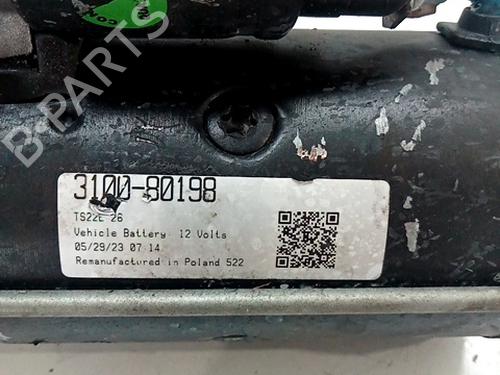 B-PARTS
3100-80198
TS22E 26
Vehicle Battery 12 Volts
05/29/23 07 14
Remanufactured in Poland 522